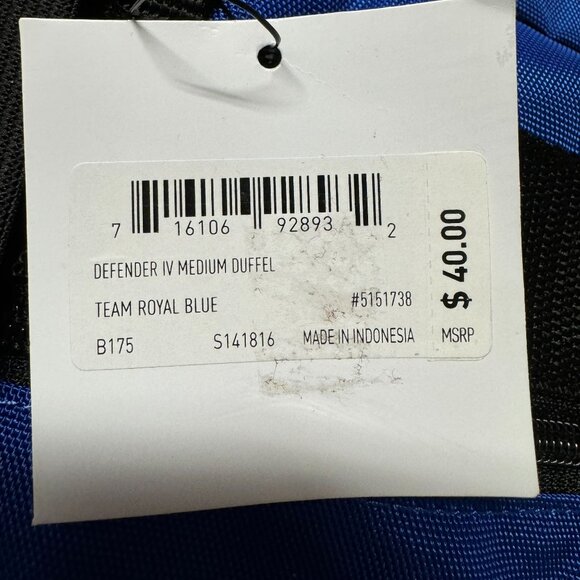 7 16106 92893 2
DEFENDER IV MEDIUM DUFFEL
TEAM ROYAL BLUE #5151738
B175 S141816 MADE IN INDONESIA
$ 40.00
MSRP